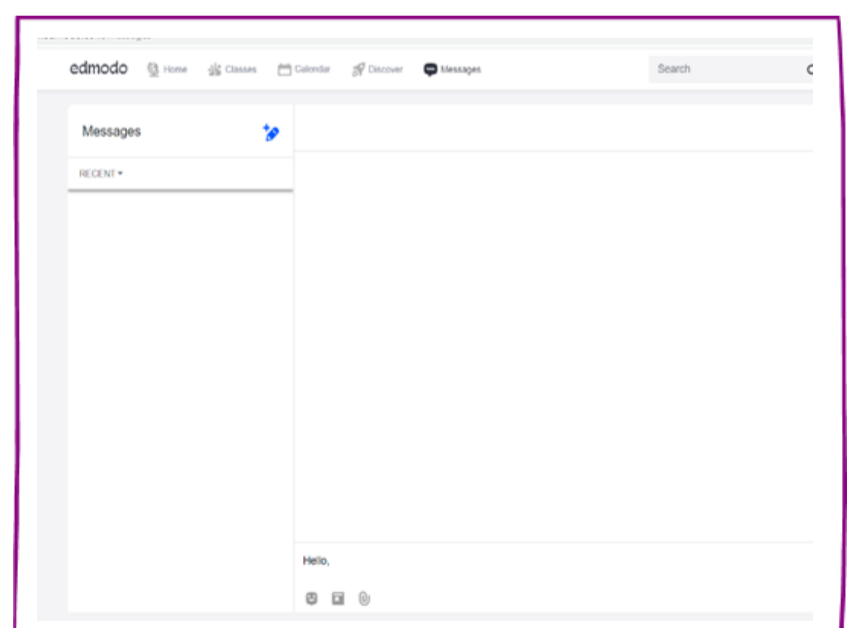 edmodo Home Classes Calendar Discover Messages Search
Messages
RECENT
Hello,